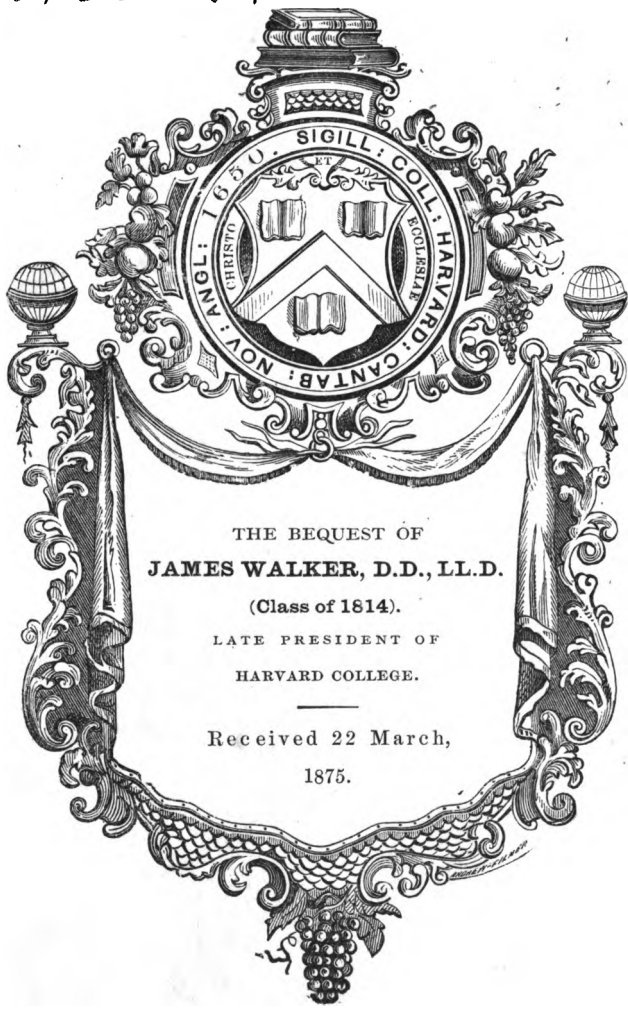 SIGILL: COLL: HARVARD: CANTAB: NOV: ANGL: 1650.
CHRISTO
ET
ECCLESIAE
THE BEQUEST OF
JAMES WALKER, D.D., LL.D.
(Class of 1814).
LATE PRESIDENT OF
HARVARD COLLEGE.
Received 22 March,
1875.